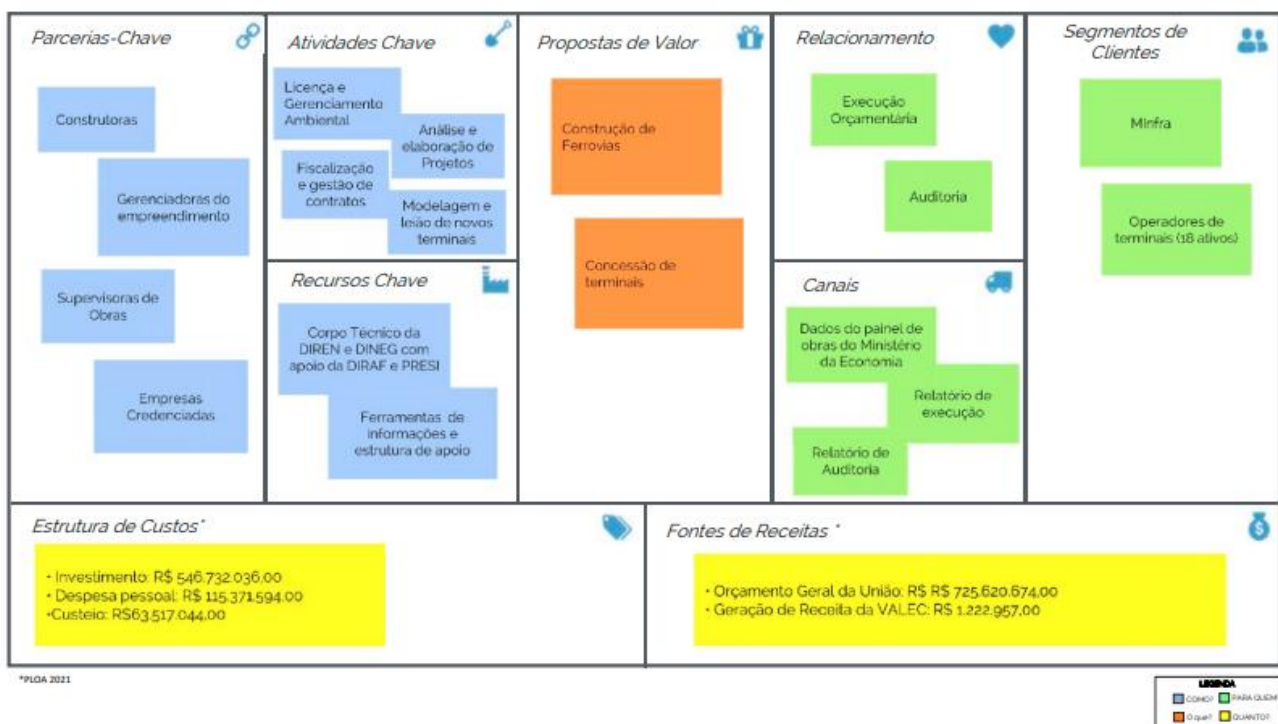 Parcerias-Chave
Construtoras
Gerenciadoras do
empreendimento
Supervisoras de
Obras
Empresas
Credenciadas
Atividades Chave
Licença e
Gerenciamento
Ambiental
Análise e
elaboração de
Projetos
Fiscalização
e gestão de
contratos
Modelagem e
leião de novos
terminais
Recursos Chave
Corpo Técnico da
DIREN e DINEG com
apoio da DIRAF e PRESI
Ferramentas de
informações e
estrutura de apoio
Propostas de Valor
Construção de
Ferrovias
Concessão de
terminais
Relacionamento
Execução
Orçamentária
Auditoria
Canais
Dados do painel de
obras do Ministério
da Economia
Relatório de
execução
Relatório de
Auditoria
Segmentos de
Clientes
Minfra
Operadores de
terminais (18 ativos)
Estrutura de Custos*
• Investimento: R$ 546.732.036,00
• Despesa pessoal: R$ 115.371.594,00
•Custeio: R$63.517.044,00
Fontes de Receitas *
• Orçamento Geral da União: R$ R$ 725.620.674,00
• Geração de Receita da VALEC: R$ 1.222.957,00
*PLOA 2021
LEGENDA
COMO? PARA QUEM?
O que? QUANTO?